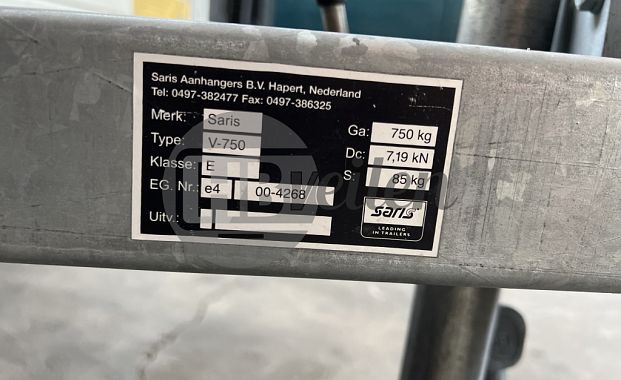 Saris Aanhangers B.V. Hapert, Nederland
Tel: 0497-382477 Fax: 0497-386325
Merk: Saris
Type: V-750
Klasse: E
EG. Nr.: e4 00-4268
Uitv.:
Ga: 750 kg
Dc: 7,19 kN
S: 85 kg
saris
LEADING
IN TRAILERS
HBveilen